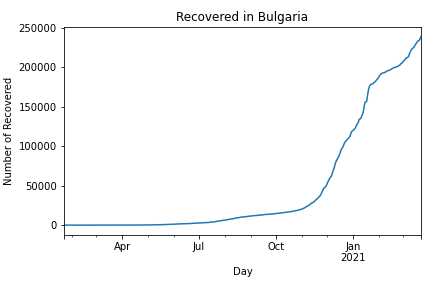 Recovered in Bulgaria
250000
200000
150000
100000
50000
0
Number of Recovered
Apr
Jul
Oct
Jan
2021
Day